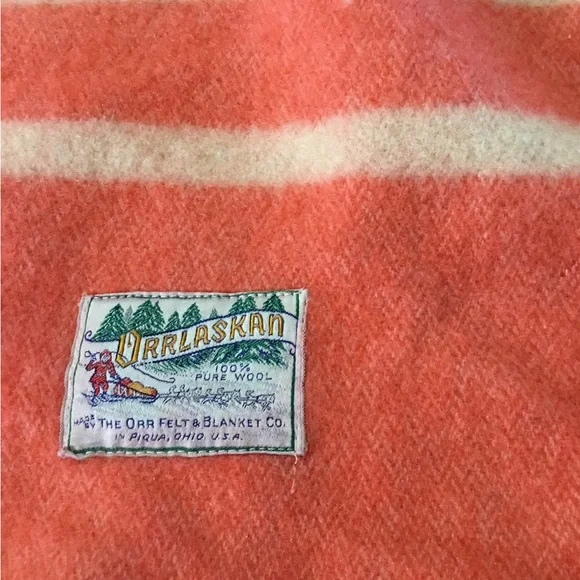 ORRLASKAN
100%
PURE WOOL
MADE BY THE ORR FELT & BLANKET CO.
IN PIQUA, OHIO U.S.A.